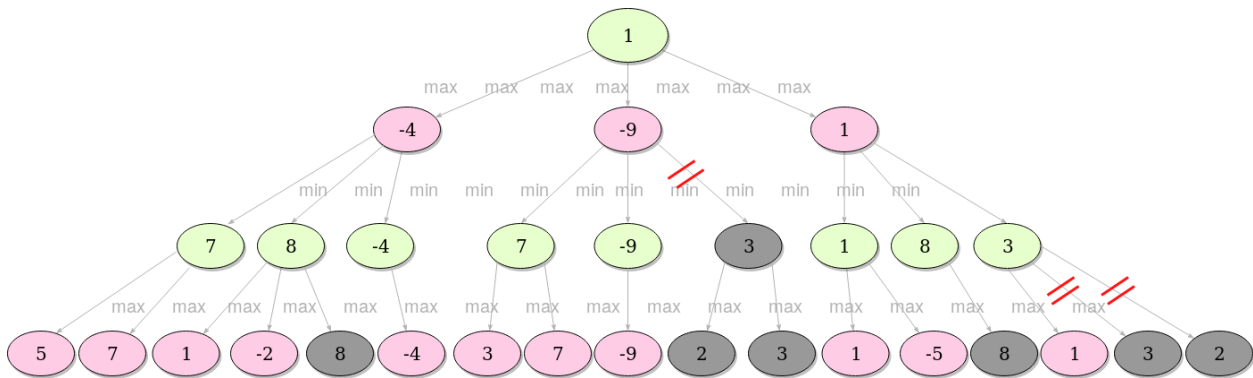 1
max max max max max max max
-4 -9 1
min min min min min min min min min min min min
7 8 -4 7 -9 3 1 8 3
max max max max max max max max max max max max max max max max
5 7 1 -2 8 -4 3 7 -9 2 3 1 -5 8 1 3 2